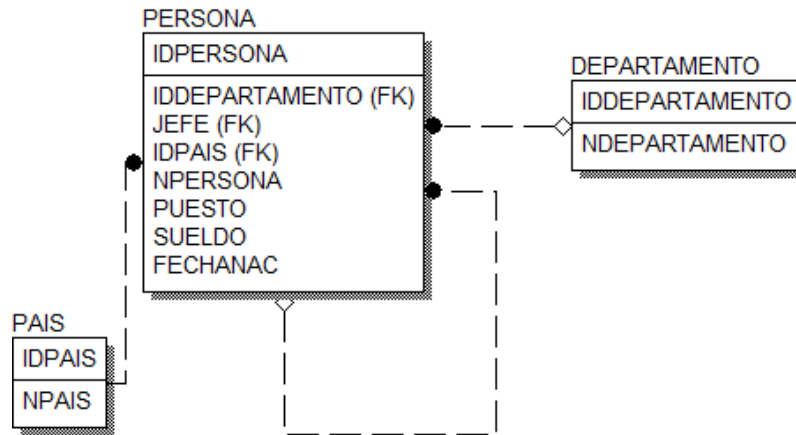 PERSONA
IDPERSONA
IDDEPARTAMENTO (FK)
JEFE (FK)
IDPAIS (FK)
NPERSONA
PUESTO
SUELDO
FECHANAC
DEPARTAMENTO
IDDEPARTAMENTO
NDEPARTAMENTO
PAIS
IDPAIS
NPAIS